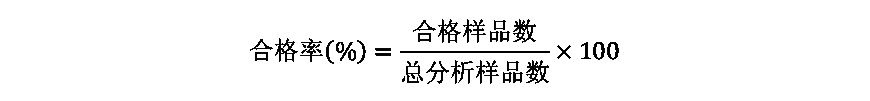 合格率(%) = 合格样品数 / 总分析样品数 × 100